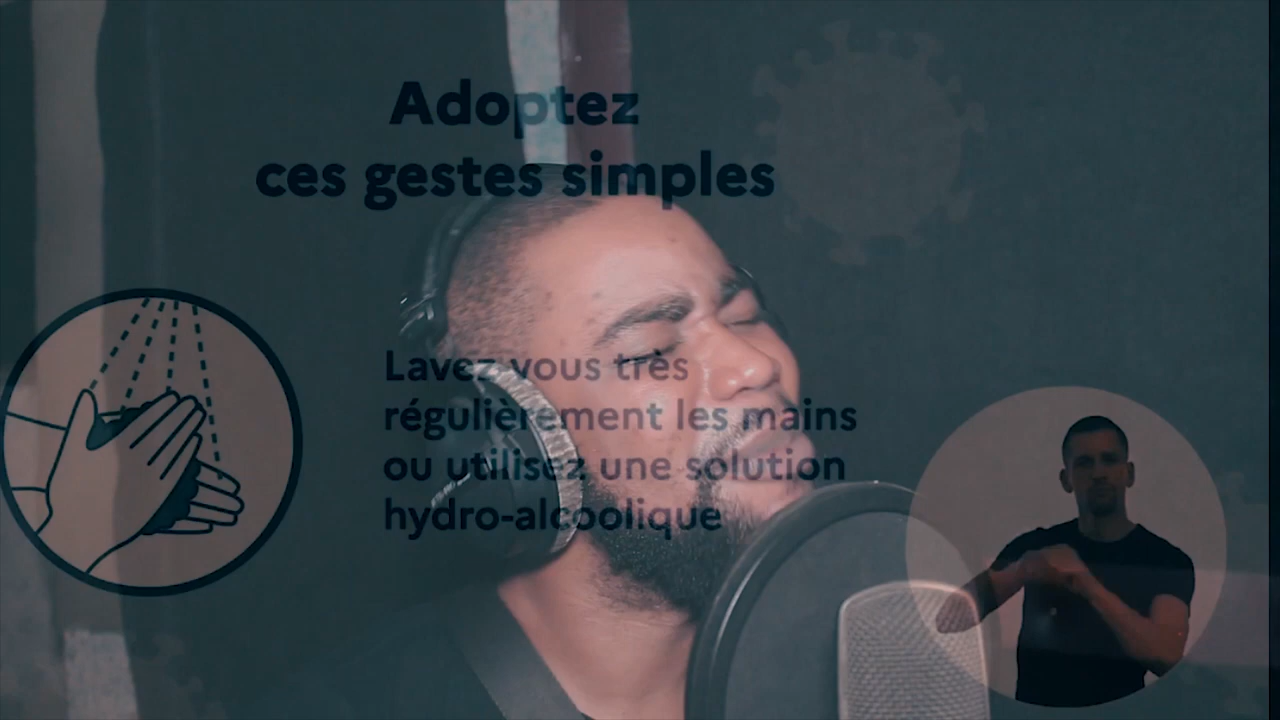 Adoptez
ces gestes simples
Lavez vous très
régulièrement les mains
ou utilisez une solution
hydro-alcoolique